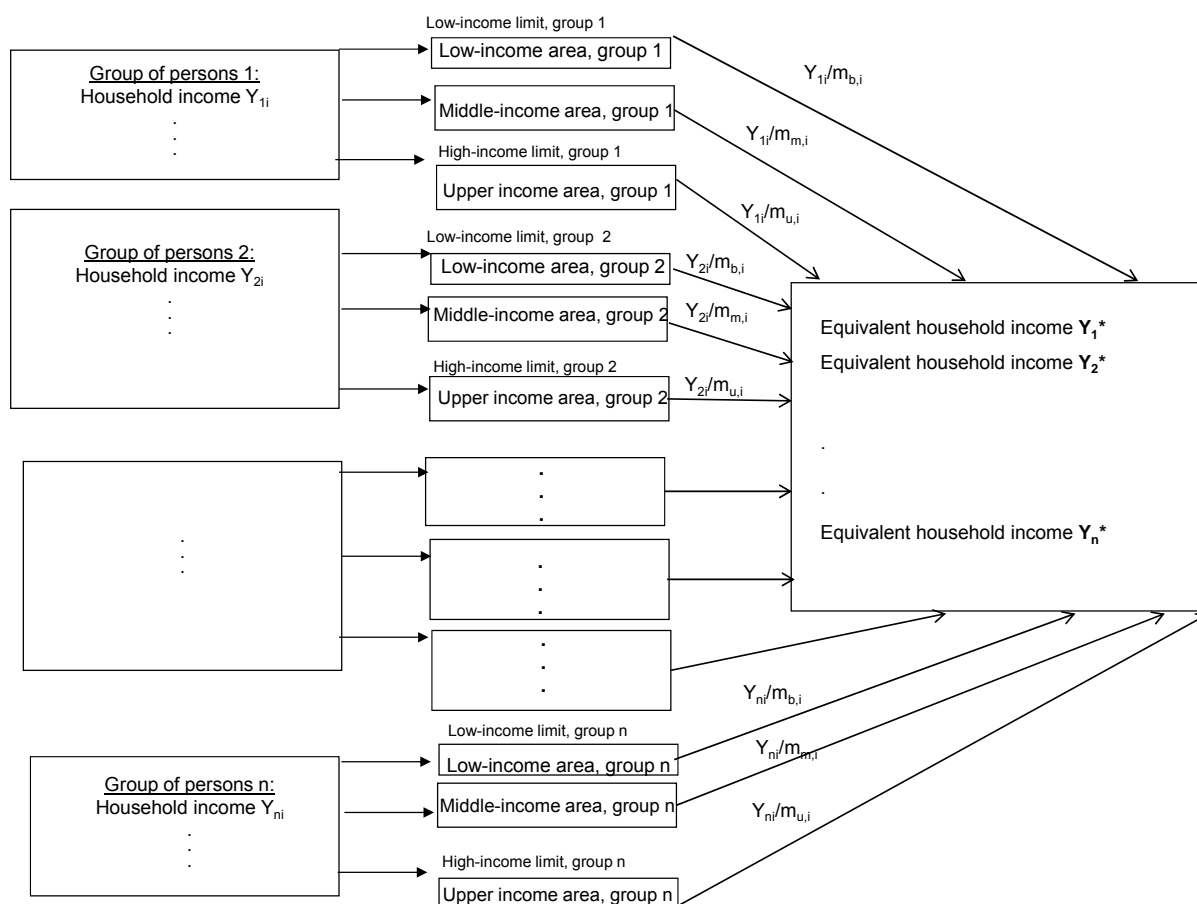 Low-income limit, group 1
Low-income area, group 1
Group of persons 1:
Household income Y1i
.
.
.
Middle-income area, group 1
High-income limit, group 1
Upper income area, group 1
Y1i/mb,i
Y1i/mm,i
Y1i/mu,i
Group of persons 2:
Household income Y2i
.
.
.
Low-income limit, group 2
Low-income area, group 2
Middle-income area, group 2
High-income limit, group 2
Upper income area, group 2
Y2i/mb,i
Y2i/mm,i
Y2i/mu,i
Equivalent household income Y1*
Equivalent household income Y2*
.
.
Equivalent household income Yn*
.
.
.
.
.
.
.
.
.
.
.
.
Group of persons n:
Household income Yni
.
.
.
Low-income limit, group n
Low-income area, group n
Middle-income area, group n
High-income limit, group n
Upper income area, group n
Yni/mb,i
Yni/mm,i
Yni/mu,i